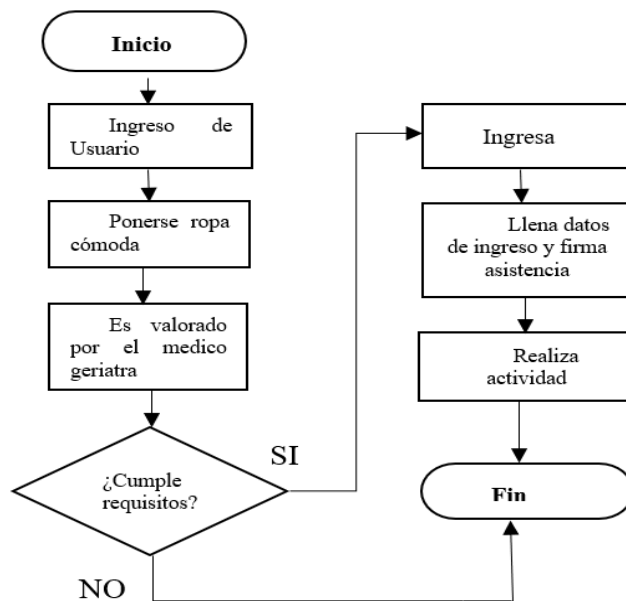 Inicio
Ingreso de
Usuario
Ponerse ropa
cómoda
Es valorado
por el medico
geriatra
¿Cumple
requisitos?
SI
NO
Ingresa
Llena datos
de ingreso y firma
asistencia
Realiza
actividad
Fin